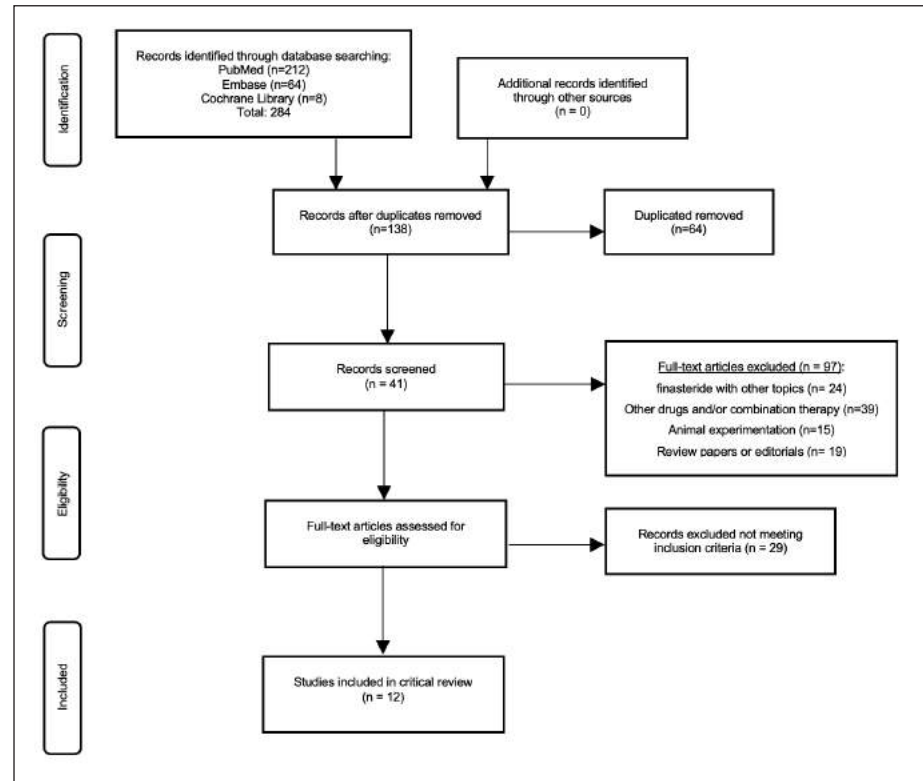 Identification
Records identified through database searching:
PubMed (n=212)
Embase (n=64)
Cochrane Library (n=8)
Total: 284
Additional records identified
through other sources
(n = 0)
Records after duplicates removed
(n=138)
Duplicated removed
(n=64)
Screening
Records screened
(n = 41)
Full-text articles excluded (n = 97):
finasteride with other topics (n= 24)
Other drugs and/or combination therapy (n=39)
Animal experimentation (n=15)
Review papers or editorials (n= 19)
Eligibility
Full-text articles assessed for
eligibility
Records excluded not meeting
inclusion criteria (n = 29)
Included
Studies included in critical review
(n = 12)